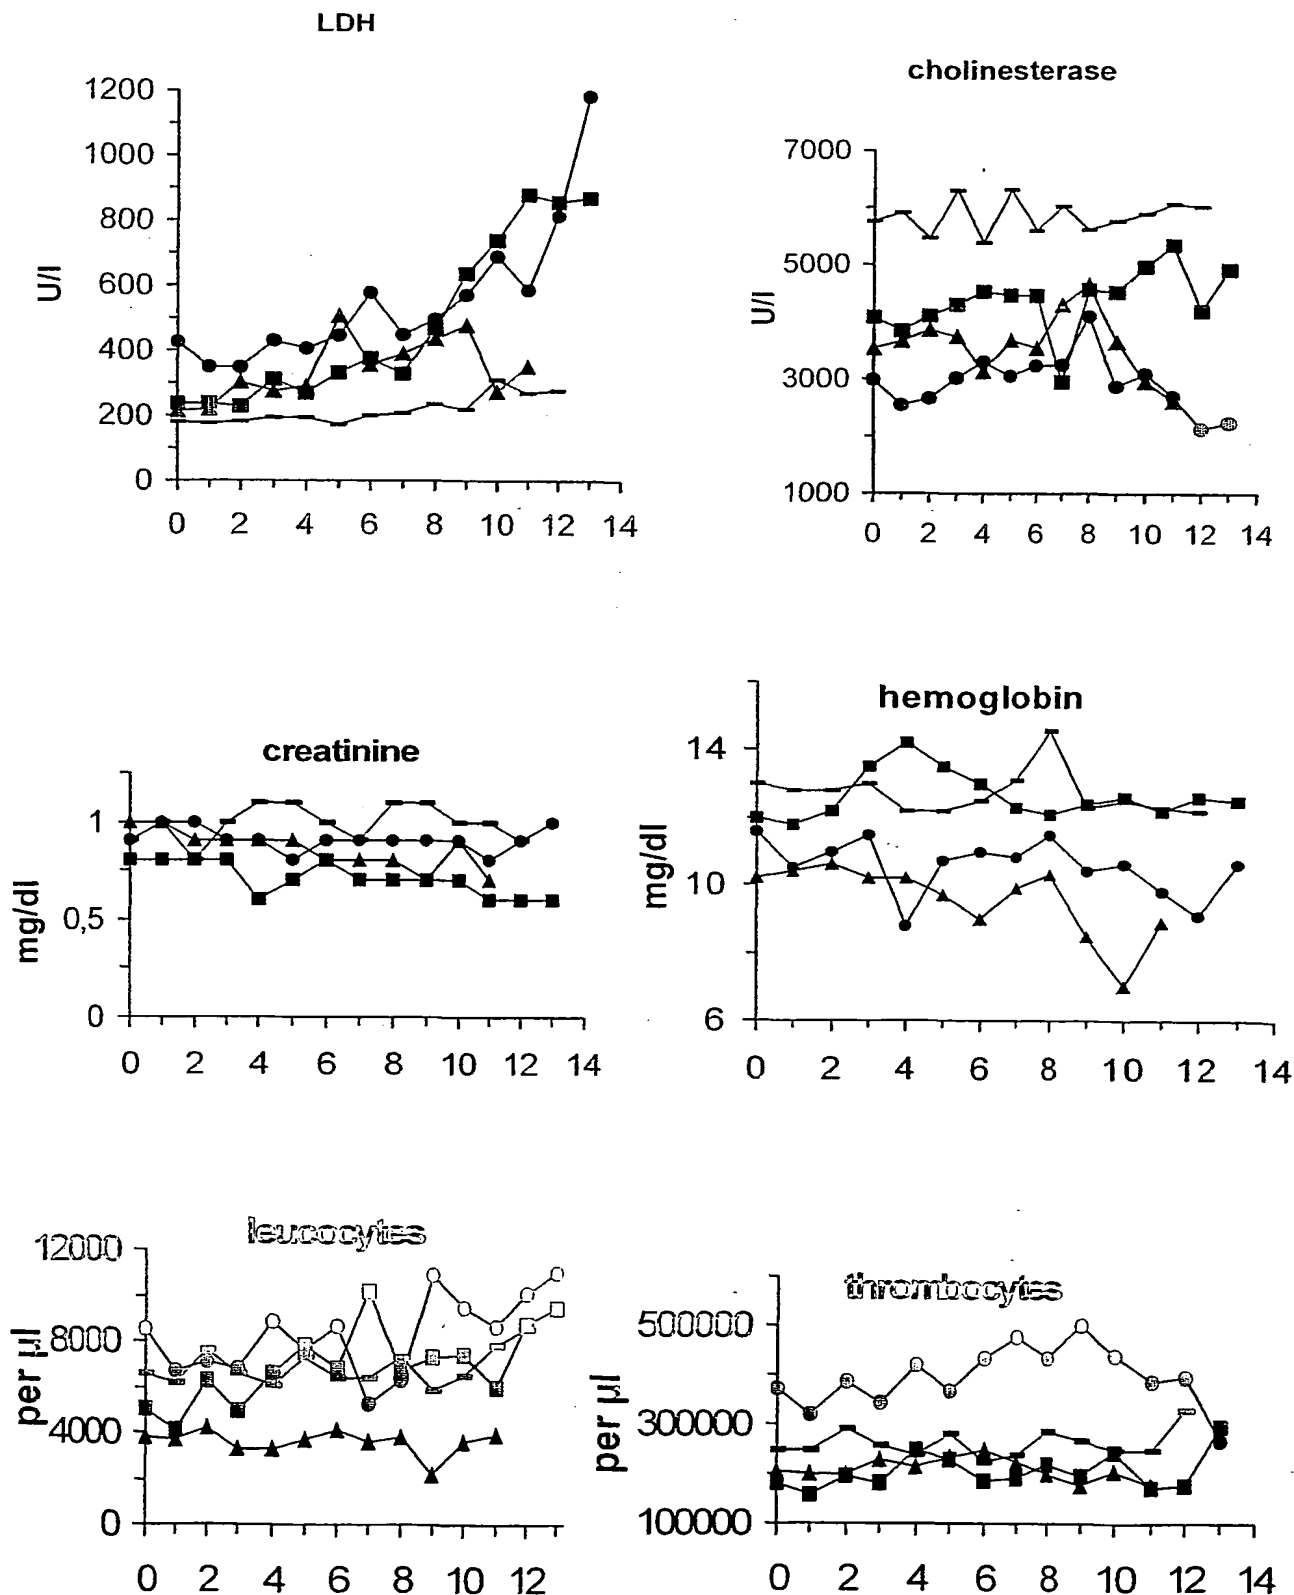 LDH
1200
1000
800
600
400
200
0
U/l
0 2 4 6 8 10 12 14
cholinesterase
7000
5000
3000
1000
U/l
0 2 4 6 8 10 12 14
creatinine
1
0,5
0
mg/dl
0 2 4 6 8 10 12 14
hemoglobin
14
10
6
mg/dl
0 2 4 6 8 10 12 14
leucocytes
12000
8000
4000
0
per µl
0 2 4 6 8 10 12
thrombocytes
500000
300000
100000
per µl
0 2 4 6 8 10 12 14